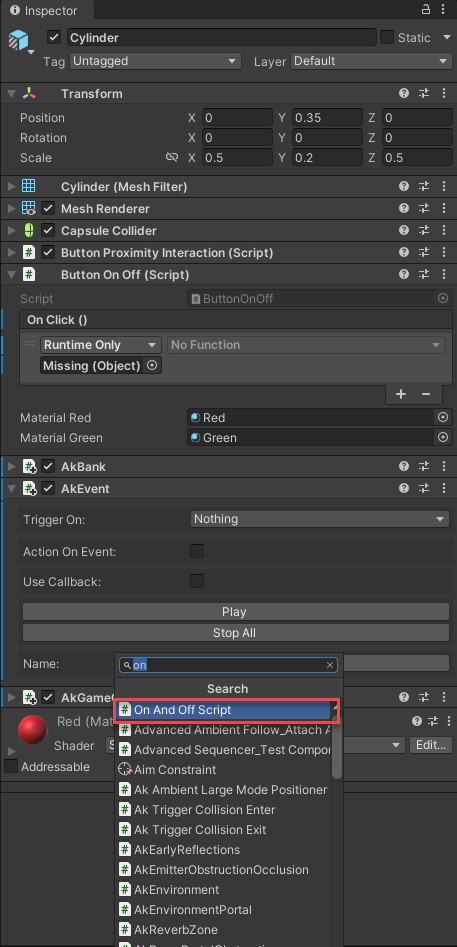 Inspector
Cylinder Static
Tag Untagged Layer Default
Transform
Position X 0 Y 0.35 Z 0
Rotation X 0 Y 0 Z 0
Scale X 0.5 Y 0.2 Z 0.5
Cylinder (Mesh Filter)
Mesh Renderer
Capsule Collider
Button Proximity Interaction (Script)
Button On Off (Script)
Script ButtonOnOff
On Click ()
Runtime Only No Function
Missing (Object)
Material Red Red
Material Green Green
AkBank
AkEvent
Trigger On: Nothing
Action On Event:
Use Callback:
Play
Stop All
Name: on
Search
AkGame On And Off Script
Red (Mat Advanced Ambient Follow_Attach A
Shader S Advanced Sequencer_Test Compo Edit...
Addressable Aim Constraint
Ak Ambient Large Mode Positioner
Ak Trigger Collision Enter
Ak Trigger Collision Exit
AkEarlyReflections
AkEmitterObstructionOcclusion
AkEnvironment
AkEnvironmentPortal
AkReverbZone